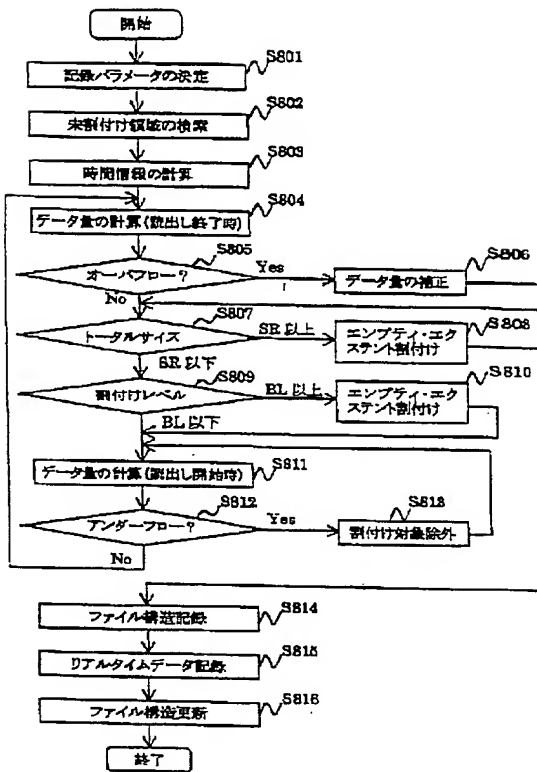 開始
S801
記録パラメータの決定
S802
未割付け領域の検索
S803
時間情報の計算
S804
データ量の計算(読出し終了時)
S805
オーバフロー?
Yes
S806
データ量の補正
No
S807
トータルサイズ
SR以上
S808
エンプティ・エク
ステント割付け
SR以下
S809
割付けレベル
BL以上
S810
エンプティ・エク
ステント割付け
BL以下
S811
データ量の計算(読出し開始時)
S812
アンダーフロー?
Yes
S813
割付け対象除外
No
S814
ファイル構造記録
S815
リアルタイムデータ記録
S816
ファイル構造更新
終了